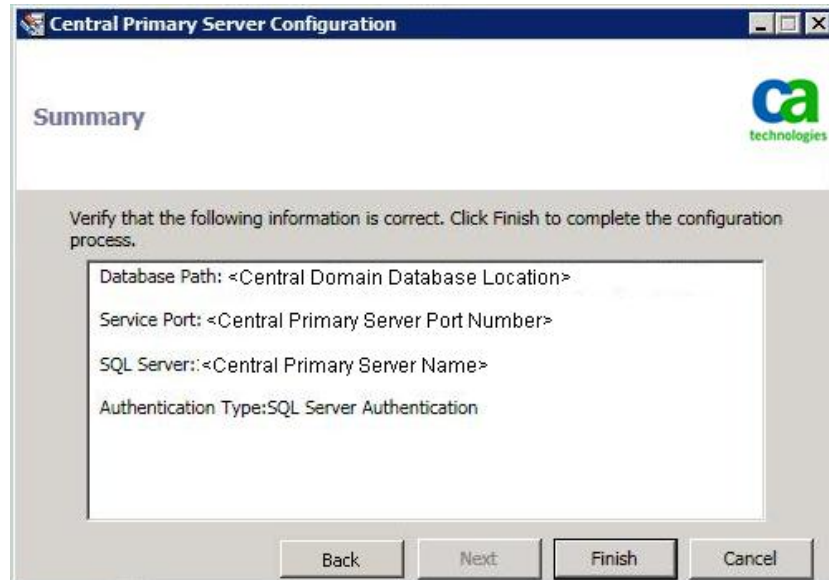 Central Primary Server Configuration
Summary
ca
technologies
Verify that the following information is correct. Click Finish to complete the configuration
process.
Database Path: <Central Domain Database Location>
Service Port: <Central Primary Server Port Number>
SQL Server::<Central Primary Server Name>
Authentication Type:SQL Server Authentication
Back Next Finish Cancel